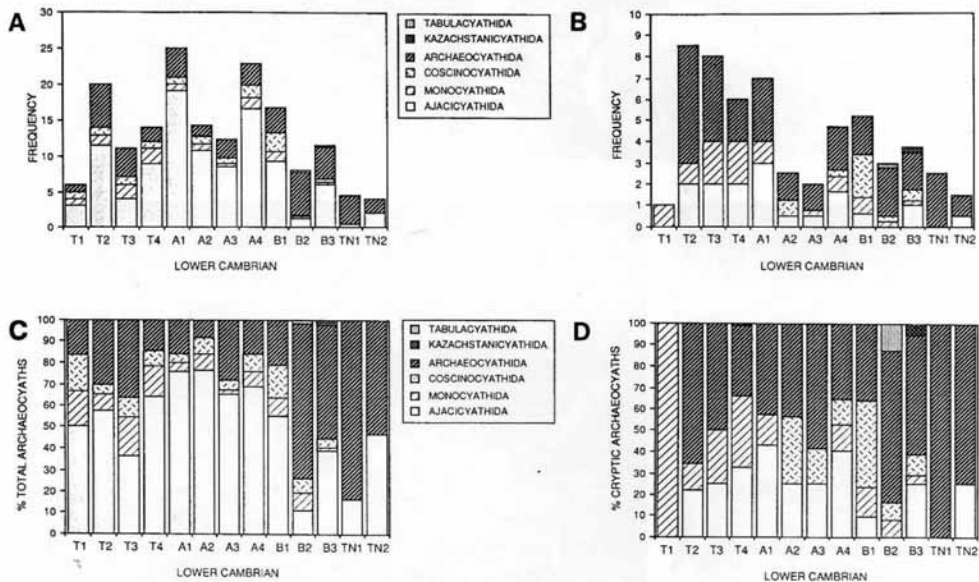 A
FREQUENCY
30
25
20
15
10
5
0
T1 T2 T3 T4 A1 A2 A3 A4 B1 B2 B3 TN1 TN2
LOWER CAMBRIAN
TABULACYATHIDA
KAZACHSTANICYATHIDA
ARCHAEOCYATHIDA
COSCINOCYATHIDA
MONOCYATHIDA
AJACICYATHIDA
B
FREQUENCY
10
9
8
7
6
5
4
3
2
1
0
T1 T2 T3 T4 A1 A2 A3 A4 B1 B2 B3 TN1 TN2
LOWER CAMBRIAN
C
% TOTAL ARCHAEOCYATHS
100
90
80
70
60
50
40
30
20
10
0
T1 T2 T3 T4 A1 A2 A3 A4 B1 B2 B3 TN1 TN2
LOWER CAMBRIAN
TABULACYATHIDA
KAZACHSTANICYATHIDA
ARCHAEOCYATHIDA
COSCINOCYATHIDA
MONOCYATHIDA
AJACICYATHIDA
D
% CRYPTIC ARCHAEOCYATHS
100
90
80
70
60
50
40
30
20
10
0
T1 T2 T3 T4 A1 A2 A3 A4 B1 B2 B3 TN1 TN2
LOWER CAMBRIAN